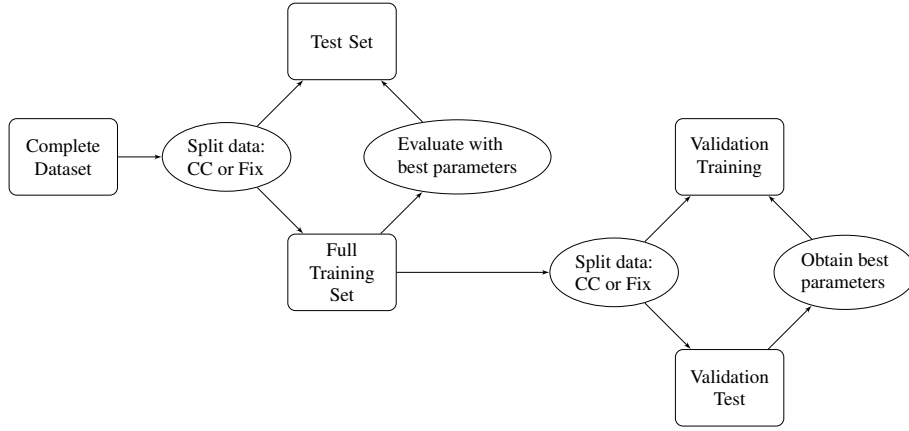 Test Set
Complete
Dataset
Split data:
CC or Fix
Evaluate with
best parameters
Full
Training
Set
Validation
Training
Split data:
CC or Fix
Obtain best
parameters
Validation
Test